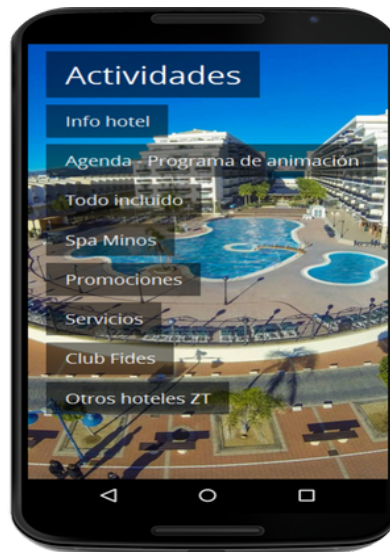 Actividades
Info hotel
Agenda - Programa de animación
Todo incluido
Spa Minos
Promociones
Servicios
Club Fides
Otros hoteles ZT